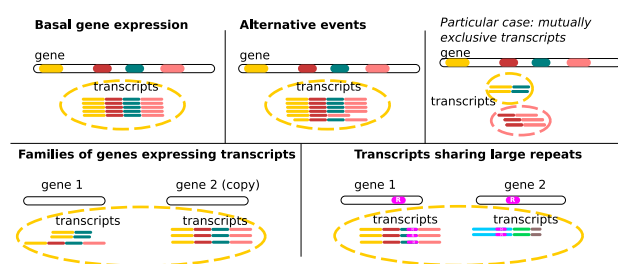 Basal gene expression
gene
transcripts
Alternative events
gene
transcripts
Particular case: mutually
exclusive transcripts
gene
transcripts
Families of genes expressing transcripts
gene 1
gene 2 (copy)
transcripts
transcripts
Transcripts sharing large repeats
gene 1
gene 2
R
R
transcripts
transcripts